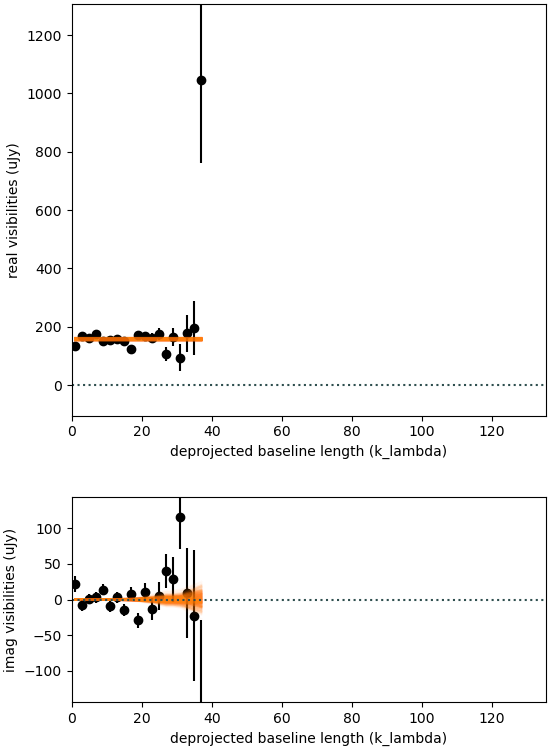 1200
1000
800
600
400
200
0
real visibilities (uJy)
0 20 40 60 80 100 120
deprojected baseline length (k_lambda)
100
50
0
−50
−100
imag visibilities (uJy)
0 20 40 60 80 100 120
deprojected baseline length (k_lambda)